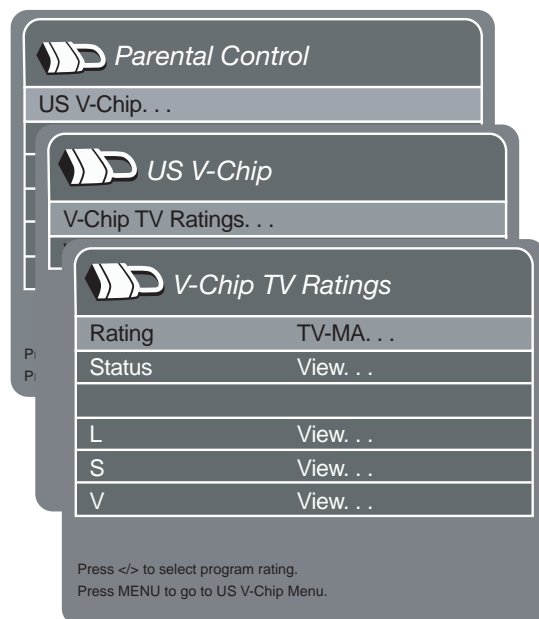 Parental Control
US V-Chip. . .
US V-Chip
V-Chip TV Ratings. . .
V-Chip TV Ratings
Rating TV-MA. . .
Status View. . .
L View. . .
S View. . .
V View. . .
Press </> to select program rating.
Press MENU to go to US V-Chip Menu.